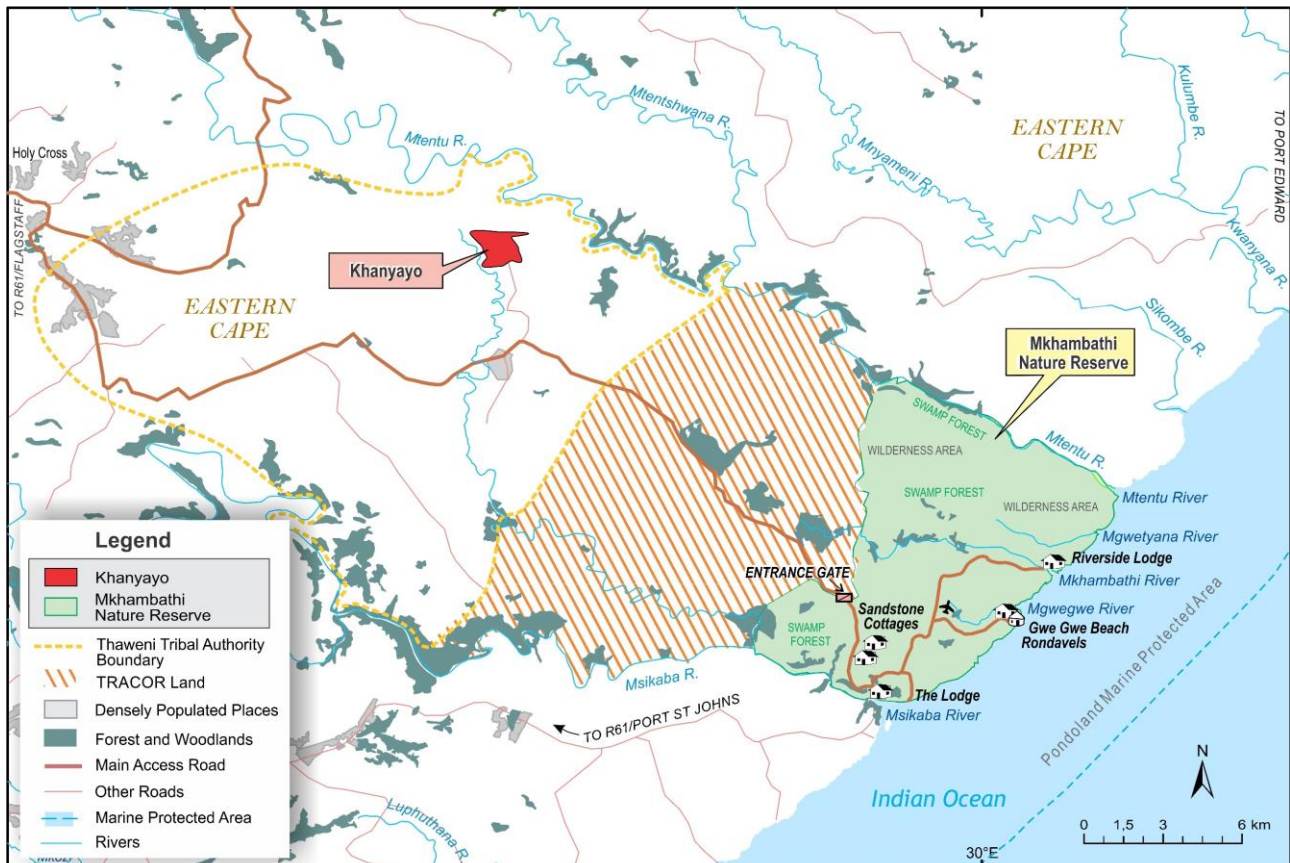 Holy Cross
TO R61/FLAGSTAFF
Mtentu R.
Mtentshwana R.
Mnyameni R.
EASTERN
CAPE
Kulumbe R.
TO PORT EDWARD
Kwanyana R.
Sikombe R.
Khanyayo
EASTERN
CAPE
Mkhambathi
Nature Reserve
SWAMP FOREST
WILDERNESS AREA
Mtentu R.
SWAMP FOREST
WILDERNESS AREA
Mtentu River
Mgwetyana River
Riverside Lodge
Mkhambathi River
ENTRANCE GATE
Sandstone
Cottages
Mgwegwe River
Gwe Gwe Beach
Rondavels
SWAMP
FOREST
Msikaba R.
The Lodge
Msikaba River
TO R61/PORT ST JOHNS
Pondoland Marine Protected Area
Indian Ocean
Luphuthana R.
N
0 1,5 3 6 km
30°E
Legend
Khanyayo
Mkhambathi
Nature Reserve
Thaweni Tribal Authority
Boundary
TRACOR Land
Densely Populated Places
Forest and Woodlands
Main Access Road
Other Roads
Marine Protected Area
Rivers